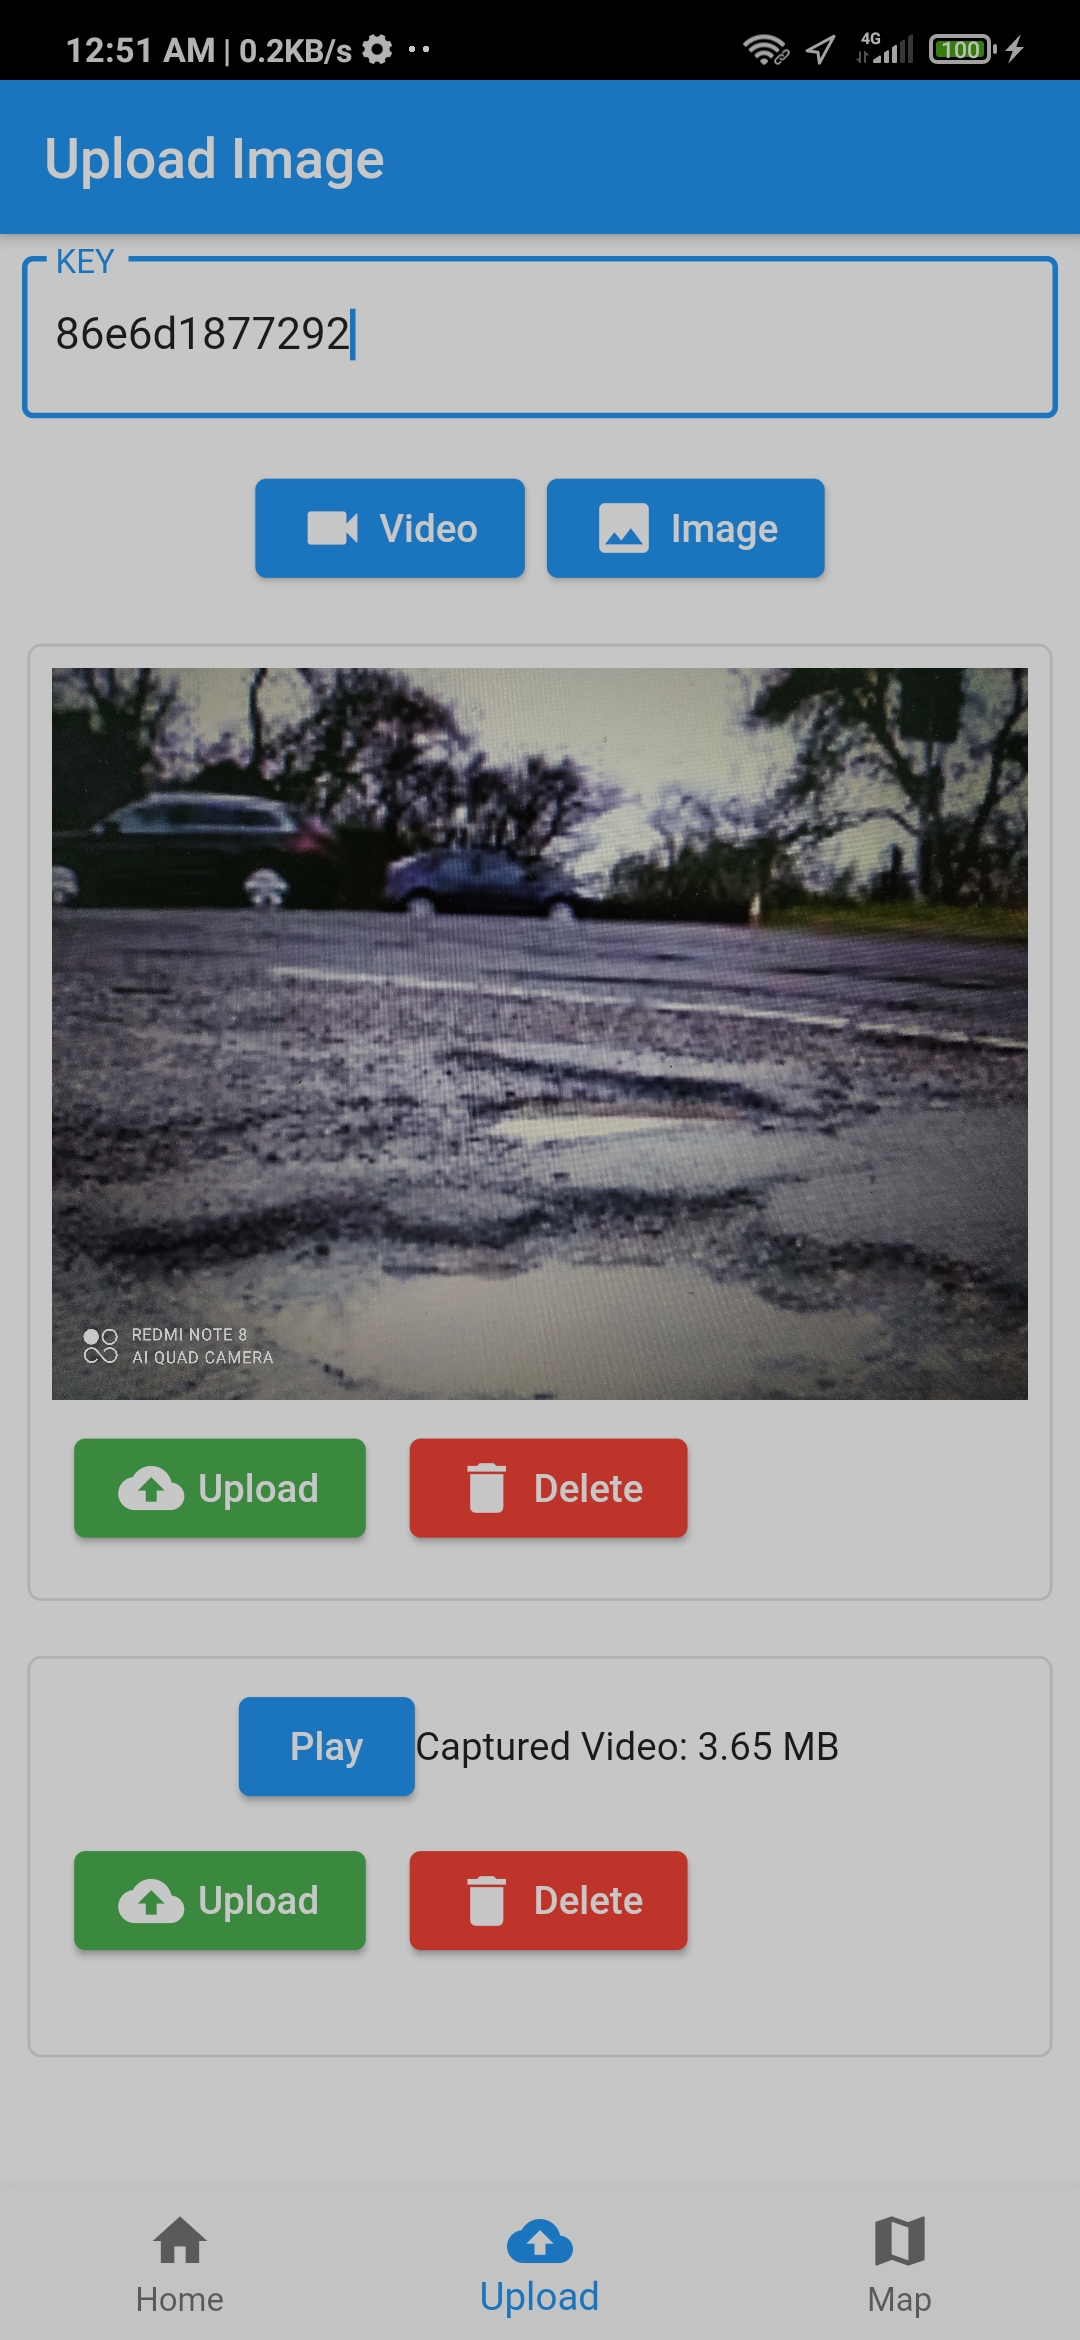 12:51 AM | 0.2KB/s
4G
100
Upload Image
KEY
86e6d1877292
Video
Image
REDMI NOTE 8
AI QUAD CAMERA
Upload
Delete
Play
Captured Video: 3.65 MB
Upload
Delete
Home
Upload
Map